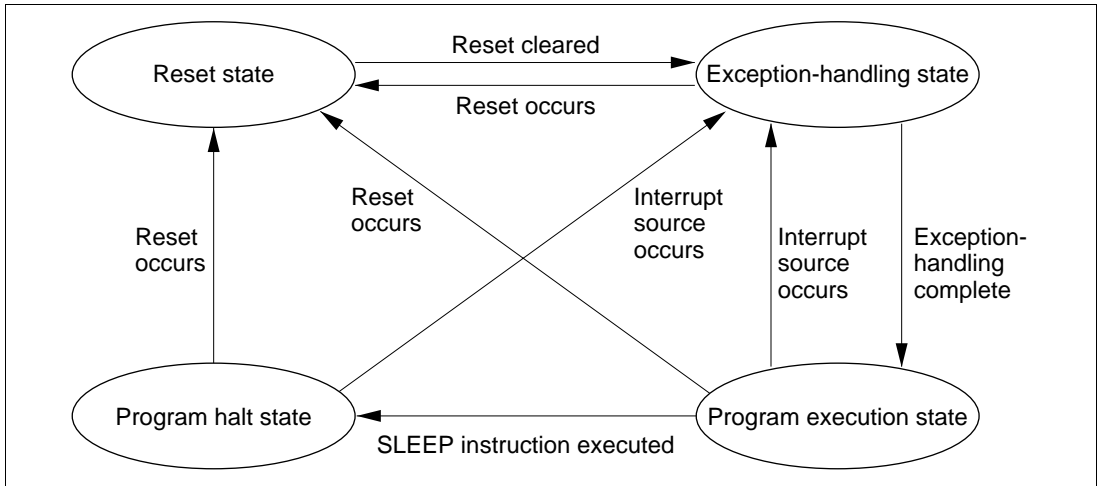 Reset cleared
Reset state
Exception-handling state
Reset occurs
Reset
occurs
Interrupt
source
occurs
Reset
occurs
Interrupt
source
occurs
Exception-
handling
complete
Program halt state
Program execution state
SLEEP instruction executed